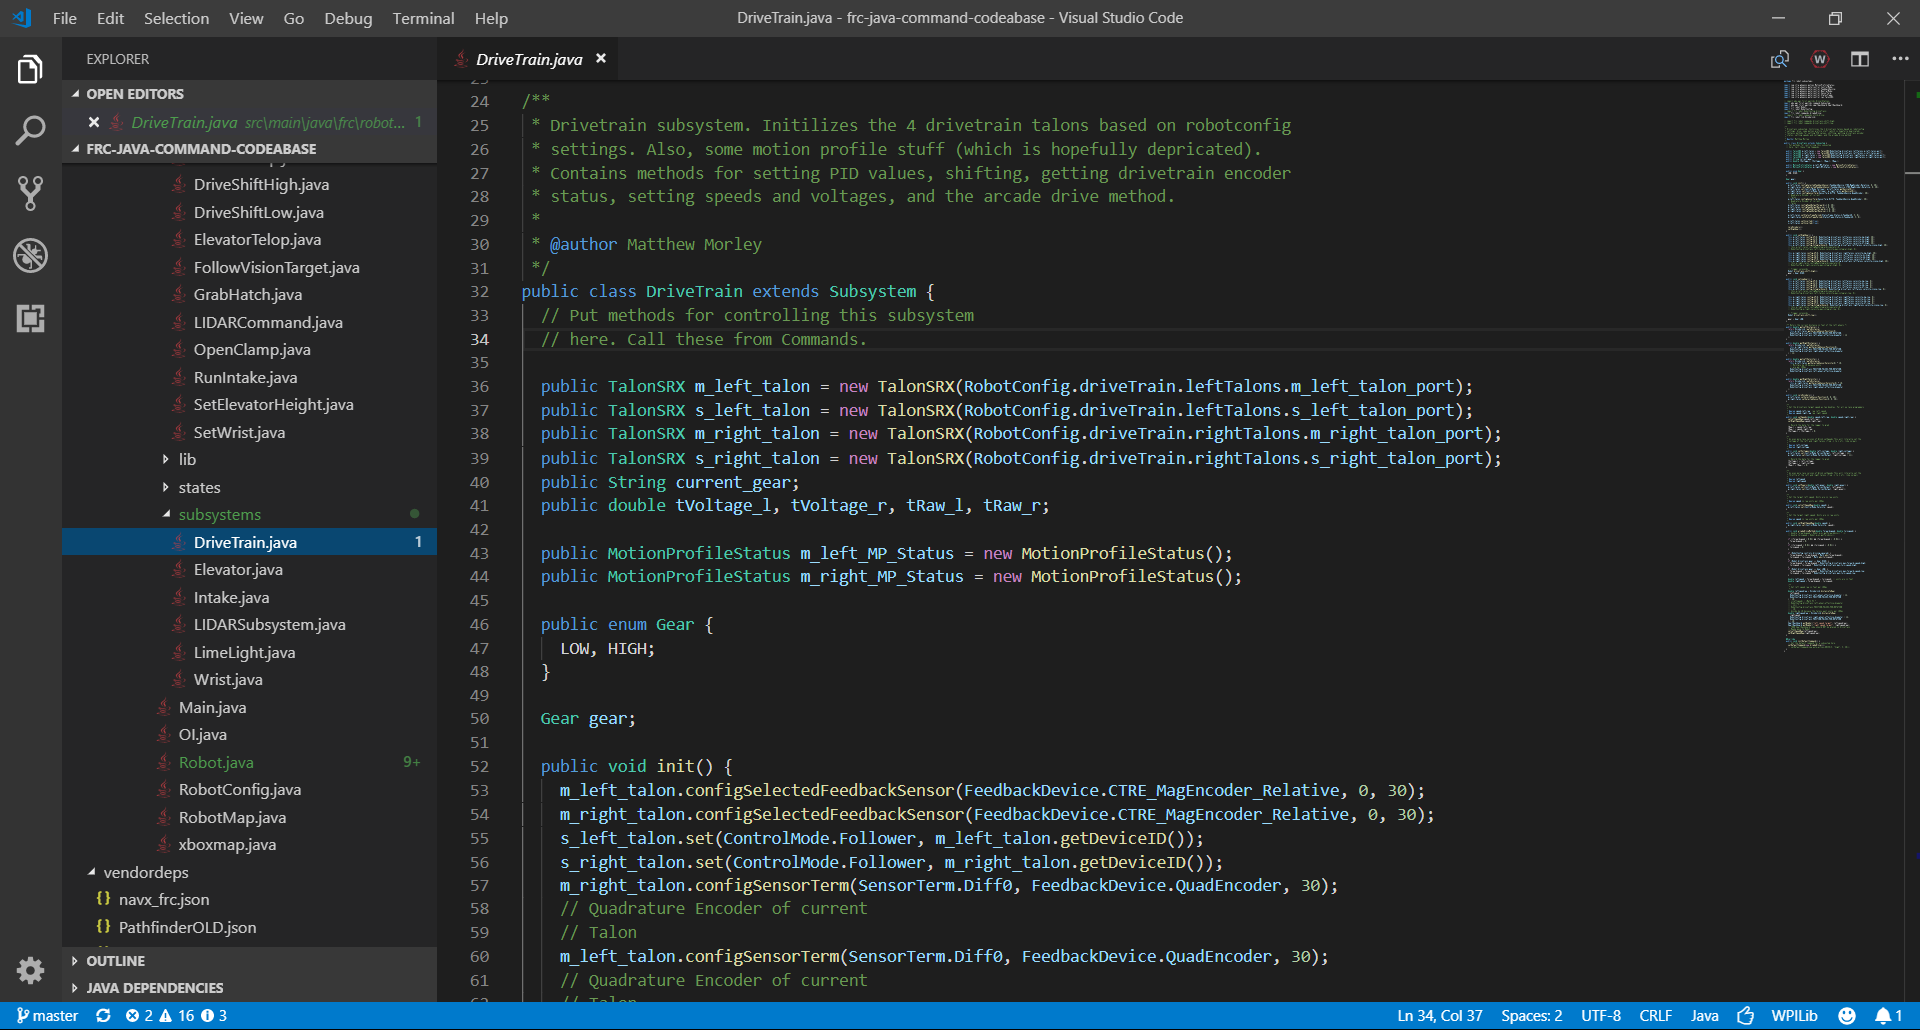 File Edit Selection View Go Debug Terminal Help
DriveTrain.java - frc-java-command-codeabase - Visual Studio Code
EXPLORER
OPEN EDITORS
DriveTrain.java src\main\java\frc\robot... 1
FRC-JAVA-COMMAND-CODEABASE
DriveShiftHigh.java
DriveShiftLow.java
ElevatorTelop.java
FollowVisionTarget.java
GrabHatch.java
LIDARCommand.java
OpenClamp.java
RunIntake.java
SetElevatorHeight.java
SetWrist.java
lib
states
subsystems
DriveTrain.java 1
Elevator.java
Intake.java
LIDARSubsystem.java
LimeLight.java
Wrist.java
Main.java
OI.java
Robot.java 9+
RobotConfig.java
RobotMap.java
xboxmap.java
vendordeps
{} navx_frc.json
{} PathfinderOLD.json
OUTLINE
JAVA DEPENDENCIES
DriveTrain.java
24 /**
25 * Drivetrain subsystem. Initilizes the 4 drivetrain talons based on robotconfig
26 * settings. Also, some motion profile stuff (which is hopefully depricated).
27 * Contains methods for setting PID values, shifting, getting drivetrain encoder
28 * status, setting speeds and voltages, and the arcade drive method.
29 *
30 * @author Matthew Morley
31 */
32 public class DriveTrain extends Subsystem {
33 // Put methods for controlling this subsystem
34 // here. Call these from Commands.
35
36 public TalonSRX m_left_talon = new TalonSRX(RobotConfig.driveTrain.leftTalons.m_left_talon_port);
37 public TalonSRX s_left_talon = new TalonSRX(RobotConfig.driveTrain.leftTalons.s_left_talon_port);
38 public TalonSRX m_right_talon = new TalonSRX(RobotConfig.driveTrain.rightTalons.m_right_talon_port);
39 public TalonSRX s_right_talon = new TalonSRX(RobotConfig.driveTrain.rightTalons.s_right_talon_port);
40 public String current_gear;
41 public double tVoltage_l, tVoltage_r, tRaw_l, tRaw_r;
42
43 public MotionProfileStatus m_left_MP_Status = new MotionProfileStatus();
44 public MotionProfileStatus m_right_MP_Status = new MotionProfileStatus();
45
46 public enum Gear {
47 LOW, HIGH;
48 }
49
50 Gear gear;
51
52 public void init() {
53 m_left_talon.configSelectedFeedbackSensor(FeedbackDevice.CTRE_MagEncoder_Relative, 0, 30);
54 m_right_talon.configSelectedFeedbackSensor(FeedbackDevice.CTRE_MagEncoder_Relative, 0, 30);
55 s_left_talon.set(ControlMode.Follower, m_left_talon.getDeviceID());
56 s_right_talon.set(ControlMode.Follower, m_right_talon.getDeviceID());
57 m_right_talon.configSensorTerm(SensorTerm.Diff0, FeedbackDevice.QuadEncoder, 30);
58 // Quadrature Encoder of current
59 // Talon
60 m_left_talon.configSensorTerm(SensorTerm.Diff0, FeedbackDevice.QuadEncoder, 30);
61 // Quadrature Encoder of current
62 // Talon
master 2 16 3
Ln 34, Col 37 Spaces: 2 UTF-8 CRLF Java WPILib 1